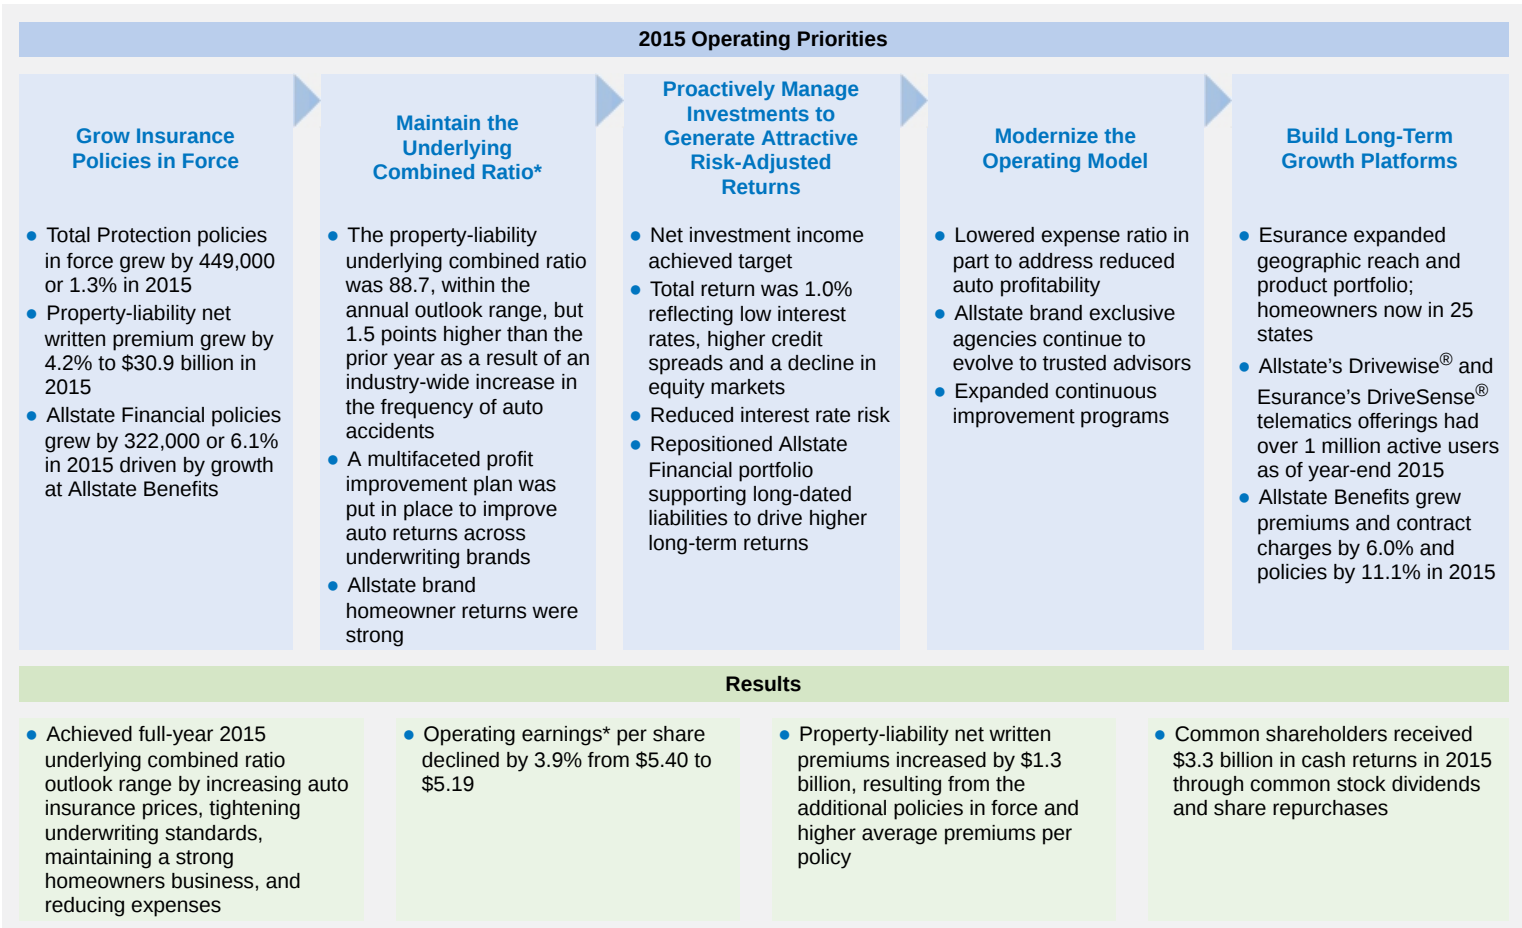 2015 Operating Priorities
Grow Insurance
Policies in Force
● Total Protection policies
in force grew by 449,000
or 1.3% in 2015
● Property-liability net
written premium grew by
4.2% to $30.9 billion in
2015
● Allstate Financial policies
grew by 322,000 or 6.1%
in 2015 driven by growth
at Allstate Benefits
Maintain the
Underlying
Combined Ratio*
● The property-liability
underlying combined ratio
was 88.7, within the
annual outlook range, but
1.5 points higher than the
prior year as a result of an
industry-wide increase in
the frequency of auto
accidents
● A multifaceted profit
improvement plan was
put in place to improve
auto returns across
underwriting brands
● Allstate brand
homeowner returns were
strong
Proactively Manage
Investments to
Generate Attractive
Risk-Adjusted
Returns
● Net investment income
achieved target
● Total return was 1.0%
reflecting low interest
rates, higher credit
spreads and a decline in
equity markets
● Reduced interest rate risk
● Repositioned Allstate
Financial portfolio
supporting long-dated
liabilities to drive higher
long-term returns
Modernize the
Operating Model
● Lowered expense ratio in
part to address reduced
auto profitability
● Allstate brand exclusive
agencies continue to
evolve to trusted advisors
● Expanded continuous
improvement programs
Build Long-Term
Growth Platforms
● Esurance expanded
geographic reach and
product portfolio;
homeowners now in 25
states
● Allstate’s Drivewise® and
Esurance’s DriveSense®
telematics offerings had
over 1 million active users
as of year-end 2015
● Allstate Benefits grew
premiums and contract
charges by 6.0% and
policies by 11.1% in 2015
Results
● Achieved full-year 2015
underlying combined ratio
outlook range by increasing auto
insurance prices, tightening
underwriting standards,
maintaining a strong
homeowners business, and
reducing expenses
● Operating earnings* per share
declined by 3.9% from $5.40 to
$5.19
● Property-liability net written
premiums increased by $1.3
billion, resulting from the
additional policies in force and
higher average premiums per
policy
● Common shareholders received
$3.3 billion in cash returns in 2015
through common stock dividends
and share repurchases